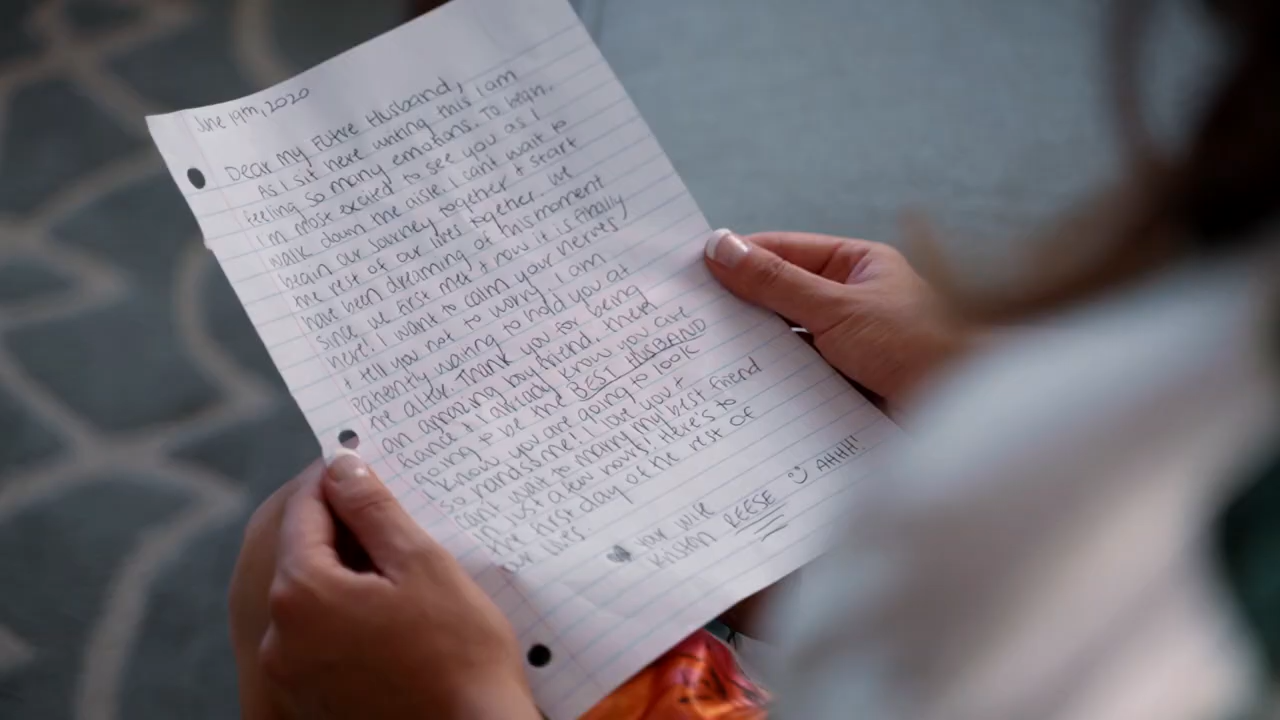 June 19th, 2020
Dear my Future Husband,
As I sit here writing this I am
feeling so many emotions. To begin,
I'm most excited to see you as I
walk down the aisle. I cant wait to
begin our journey together & start
the rest of our lives together. We
have been dreaming of this moment
since we first met & now it is finally
here! I want to calm your nerves
& tell you not to worry, I am
patiently waiting to hold you at
the alter. Thank you for being
an amazing boyfriend, then
fiancé & I already know you are
going to be the BEST HUSBAND
I know you are going to look
so handsome! I love you &
cant wait to marry my best friend
in just a few hours! Here's to
the first day of the rest of
our lives.
your wife
Kirsten REESE AHHH!